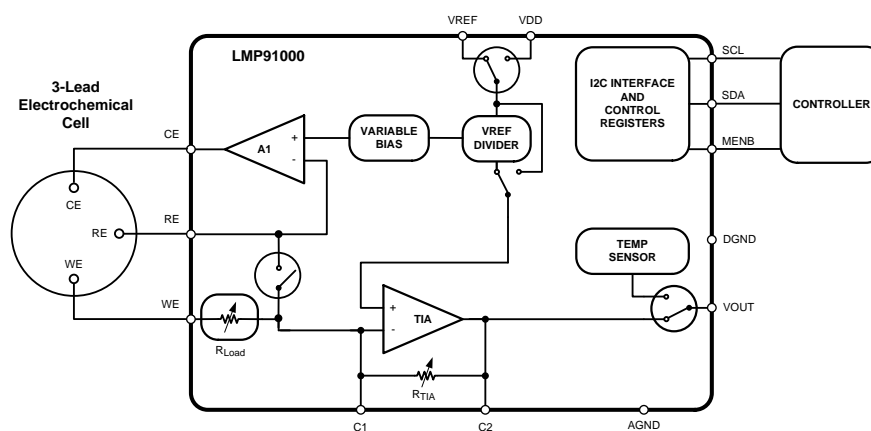 VREF
VDD
LMP91000
SCL
3-Lead
Electrochemical
Cell
I2C INTERFACE
AND
CONTROL
REGISTERS
SDA
CONTROLLER
CE
VARIABLE
BIAS
VREF
DIVIDER
A1
+
-
MENB
CE
RE
RE
TEMP
SENSOR
DGND
WE
WE
+
-
TIA
VOUT
RLoad
RTIA
C1
C2
AGND